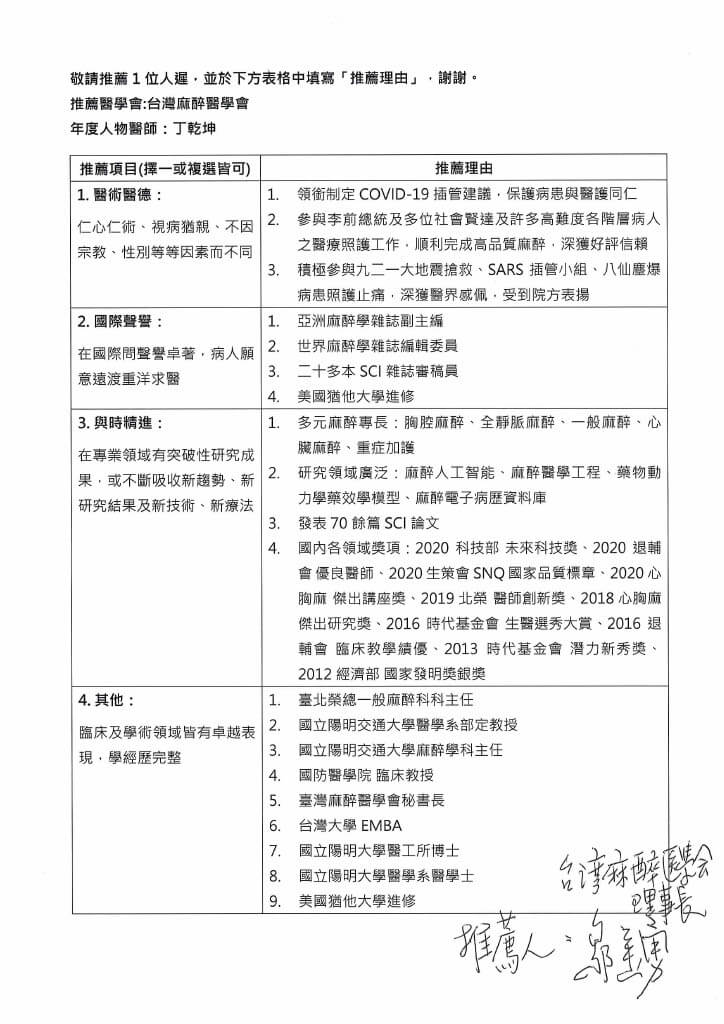 敬請推薦 1 位人遲，並於下方表格中填寫「推薦理由」，謝謝。
推薦醫學會:台灣麻醉醫學會
年度人物醫師：丁乾坤
推薦項目(擇一或複選皆可)
推薦理由
1. 醫術醫德：
仁心仁術、視病猶親、不因
宗教、性別等等因素而不同
1. 領銜制定 COVID-19 插管建議，保護病患與醫護同仁
2. 參與李前總統及多位社會賢達及許多高難度各階層病人
之醫療照護工作，順利完成高品質麻醉，深獲好評信賴
3. 積極參與九二一大地震搶救、SARS 插管小組、八仙塵爆
病患照護止痛，深獲醫界感佩，受到院方表揚
2. 國際聲譽：
在國際間聲譽卓著，病人願
意遠渡重洋求醫
1. 亞洲麻醉學雜誌副主編
2. 世界麻醉學雜誌編輯委員
3. 二十多本 SCI 雜誌審稿員
4. 美國猶他大學進修
3. 與時精進：
在專業領域有突破性研究成
果，或不斷吸收新趨勢、新
研究結果及新技術、新療法
1. 多元麻醉專長：胸腔麻醉、全靜脈麻醉、一般麻醉、心
臟麻醉、重症加護
2. 研究領域廣泛：麻醉人工智能、麻醉醫學工程、藥物動
力學藥效學模型、麻醉電子病歷資料庫
3. 發表 70 餘篇 SCI 論文
4. 國內各領域獎項：2020 科技部 未來科技獎、2020 退輔
會 優良醫師、2020 生策會 SNQ 國家品質標章、2020 心
胸麻 傑出講座獎、2019 北榮 醫師創新獎、2018 心胸麻
傑出研究獎、2016 時代基金會 生醫選秀大賞、2016 退
輔會 臨床教學績優、2013 時代基金會 潛力新秀獎、
2012 經濟部 國家發明獎銀獎
4. 其他：
臨床及學術領域皆有卓越表
現，學經歷完整
1. 臺北榮總一般麻醉科科主任
2. 國立陽明交通大學醫學系部定教授
3. 國立陽明交通大學麻醉學科主任
4. 國防醫學院 臨床教授
5. 臺灣麻醉醫學會秘書長
6. 台灣大學 EMBA
7. 國立陽明大學醫工所博士
8. 國立陽明大學醫學系醫學士
9. 美國猶他大學進修
台灣麻醉醫學會
理事長
推薦人：